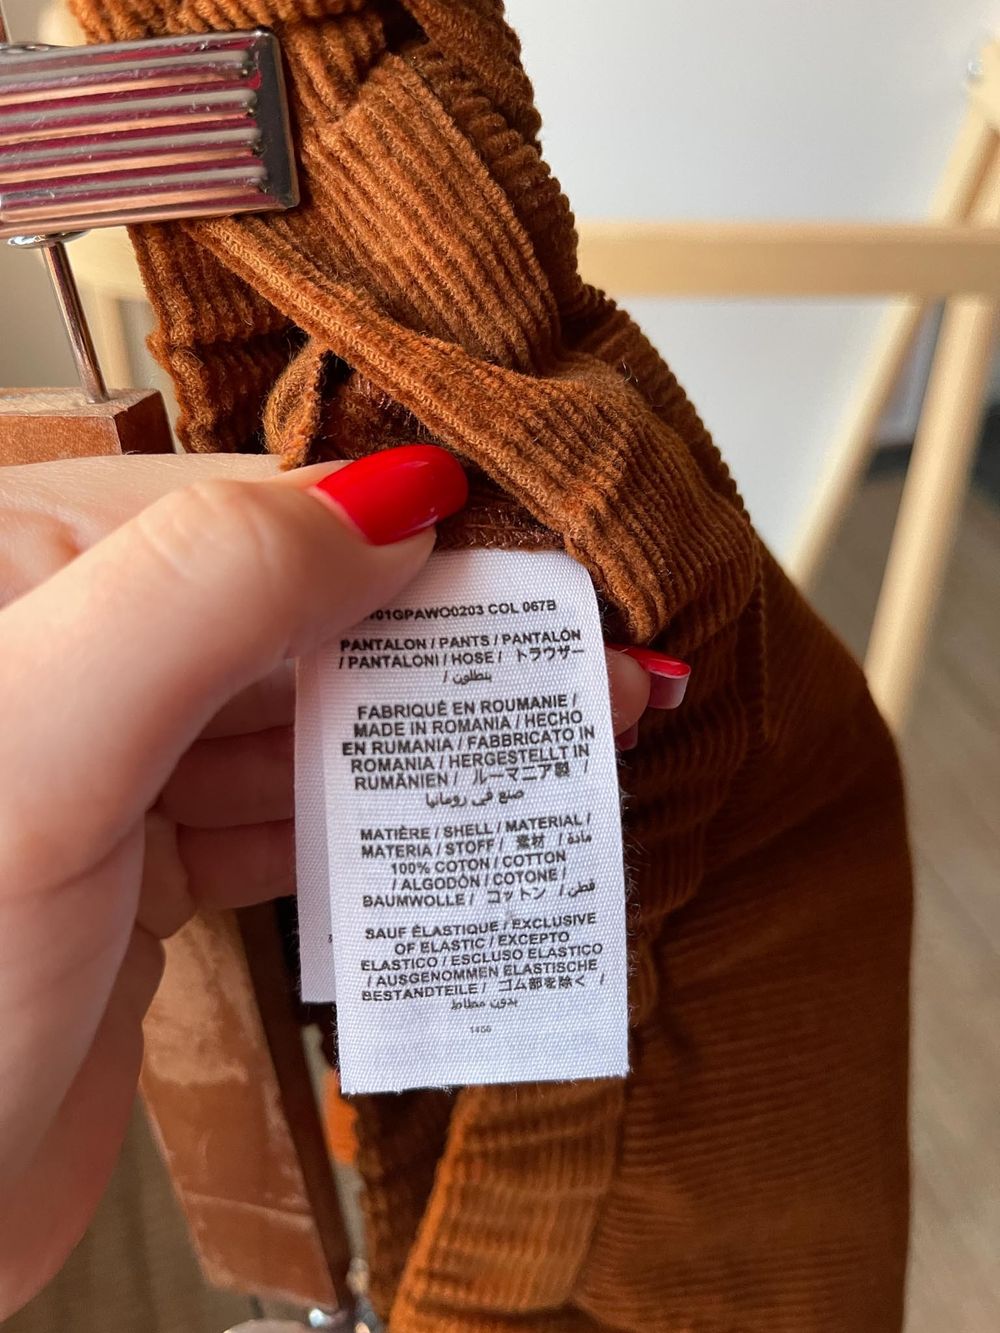 01GPAWO0203 COL 067B
PANTALON / PANTS / PANTALÓN
/ PANTALONI / HOSE / トラウザー
/ بنطلون
FABRIQUÉ EN ROUMANIE /
MADE IN ROMANIA / HECHO
EN RUMANIA / FABBRICATO IN
ROMANIA / HERGESTELLT IN
RUMÄNIEN / ルーマニア製 /
صنع في رومانيا
MATIÈRE / SHELL / MATERIAL /
MATERIA / STOFF / 素材 / مادة
100% COTON / COTTON
/ ALGODÓN / COTONE /
BAUMWOLLE / コットン / قطن
SAUF ÉLASTIQUE / EXCLUSIVE
OF ELASTIC / EXCEPTO
ELASTICO / ESCLUSO ELASTICO
/ AUSGENOMMEN ELASTISCHE
BESTANDTEILE / ゴム部を除く /
بدون مطاط
1456